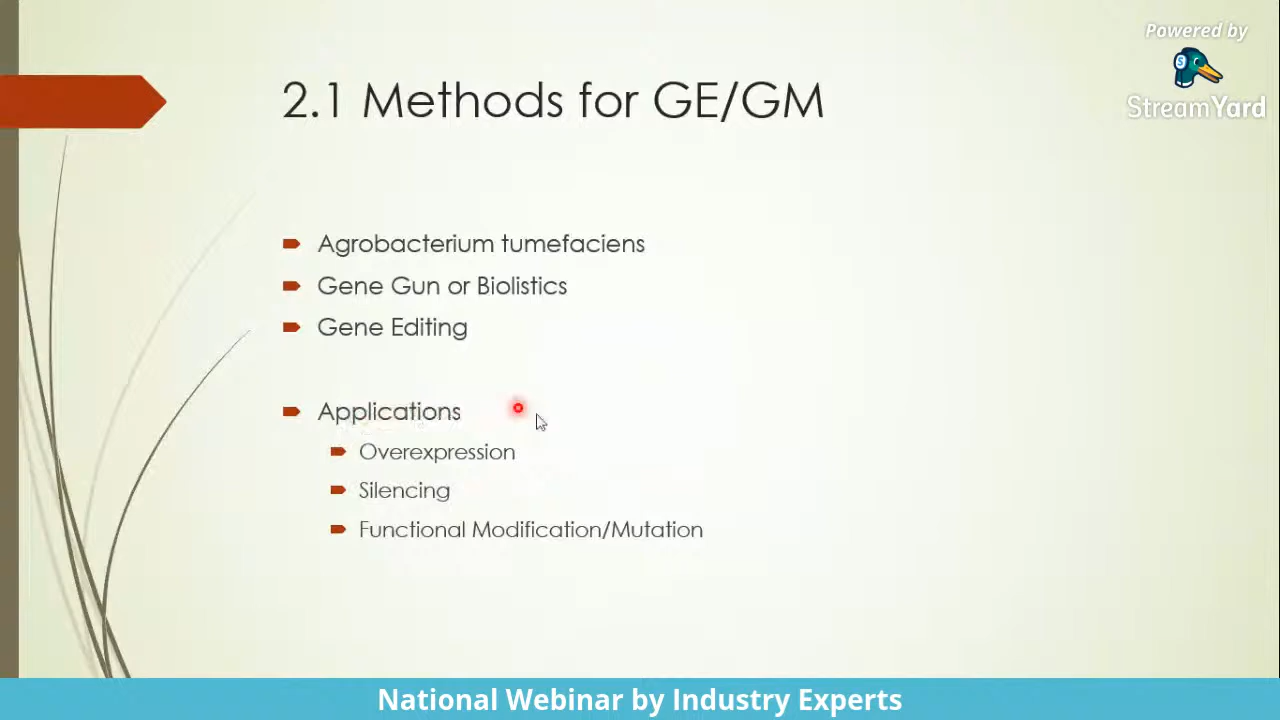 Powered by
S
StreamYard
2.1 Methods for GE/GM
Agrobacterium tumefaciens
Gene Gun or Biolistics
Gene Editing
Applications
Overexpression
Silencing
Functional Modification/Mutation
National Webinar by Industry Experts